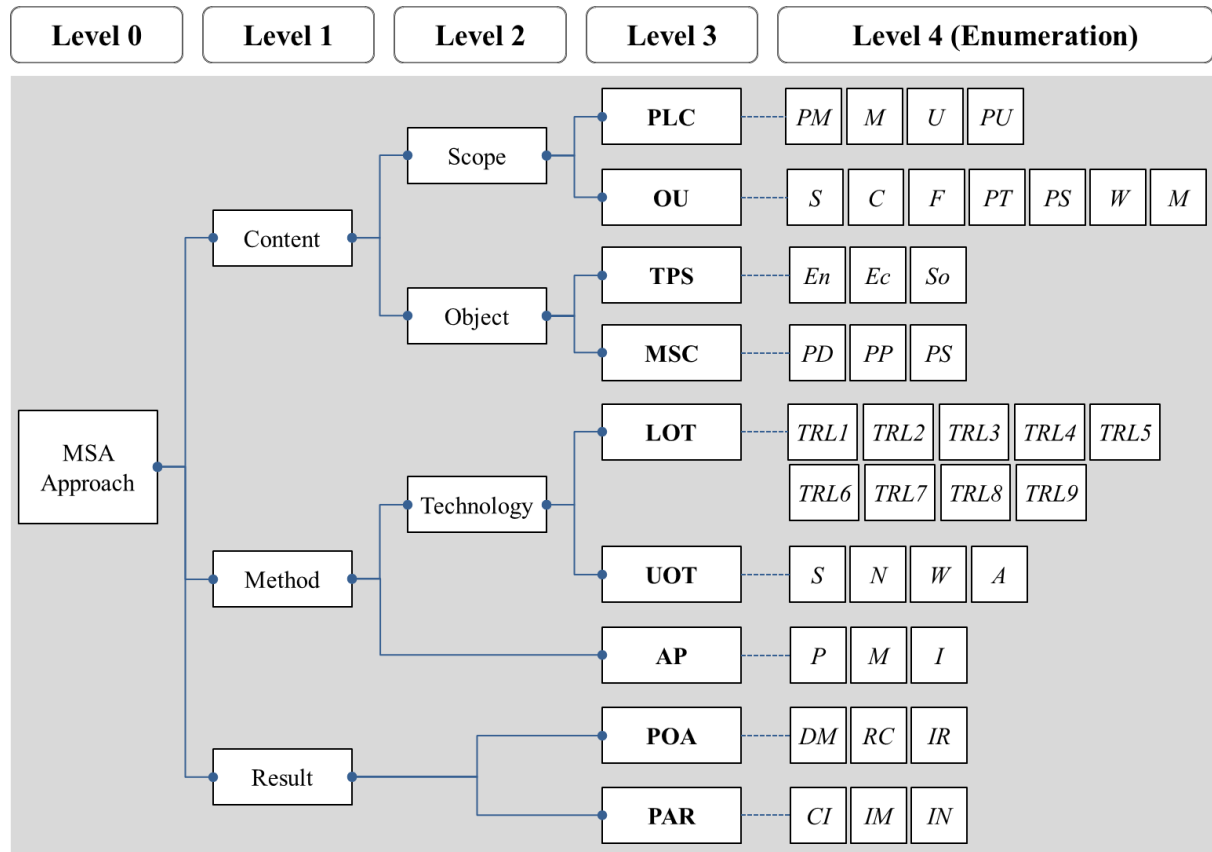 Level 0 Level 1 Level 2 Level 3 Level 4 (Enumeration)
PLC PM M U PU
Scope
OU S C F PT PS W M
Content
TPS En Ec So
Object
MSC PD PP PS
LOT TRL1 TRL2 TRL3 TRL4 TRL5
MSA
Approach
TRL6 TRL7 TRL8 TRL9
Technology
UOT S N W A
Method
AP P M I
POA DM RC IR
Result
PAR CI IM IN